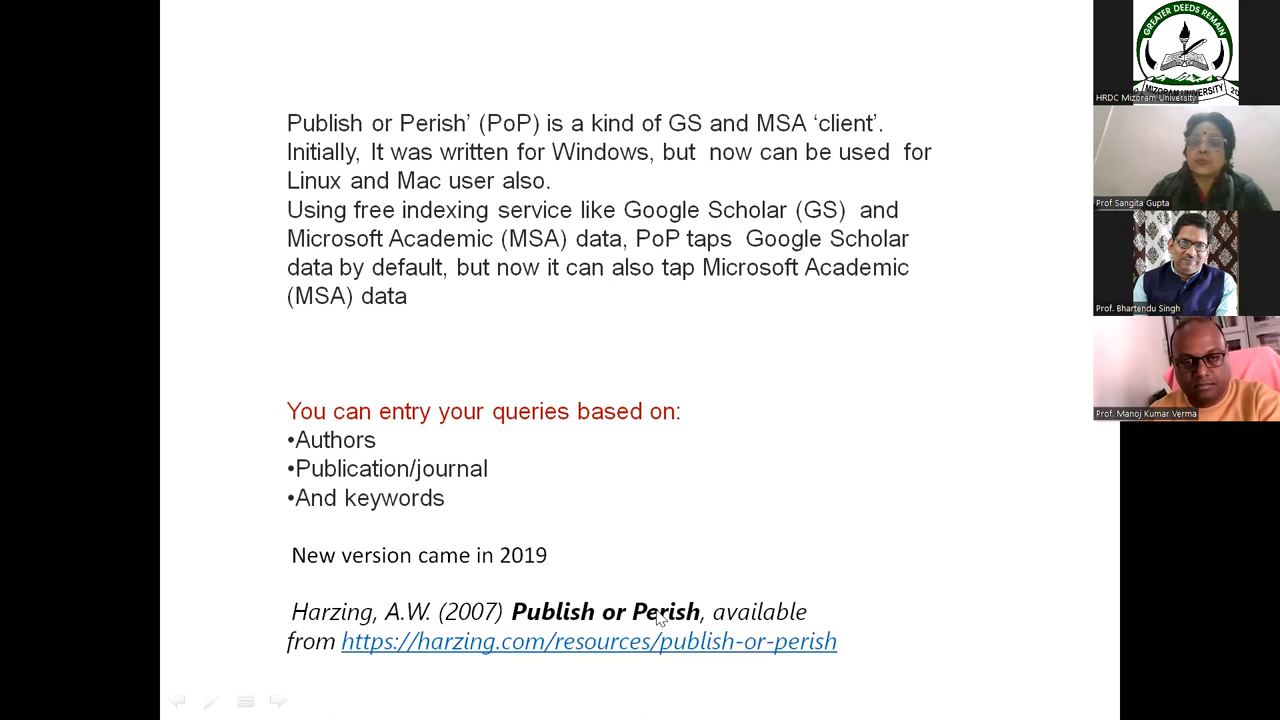 Publish or Perish’ (PoP) is a kind of GS and MSA ‘client’.
Initially, It was written for Windows, but now can be used for
Linux and Mac user also.
Using free indexing service like Google Scholar (GS) and
Microsoft Academic (MSA) data, PoP taps Google Scholar
data by default, but now it can also tap Microsoft Academic
(MSA) data
You can entry your queries based on:
•Authors
•Publication/journal
•And keywords
New version came in 2019
Harzing, A.W. (2007) Publish or Perish, available
from https://harzing.com/resources/publish-or-perish
GREATER DEEDS REMAIN
MIZORAM UNIVERSITY
HRDC Mizoram University
Prof Sangita Gupta
Prof. Bhartendu Singh
Prof. Manoj Kumar Verma